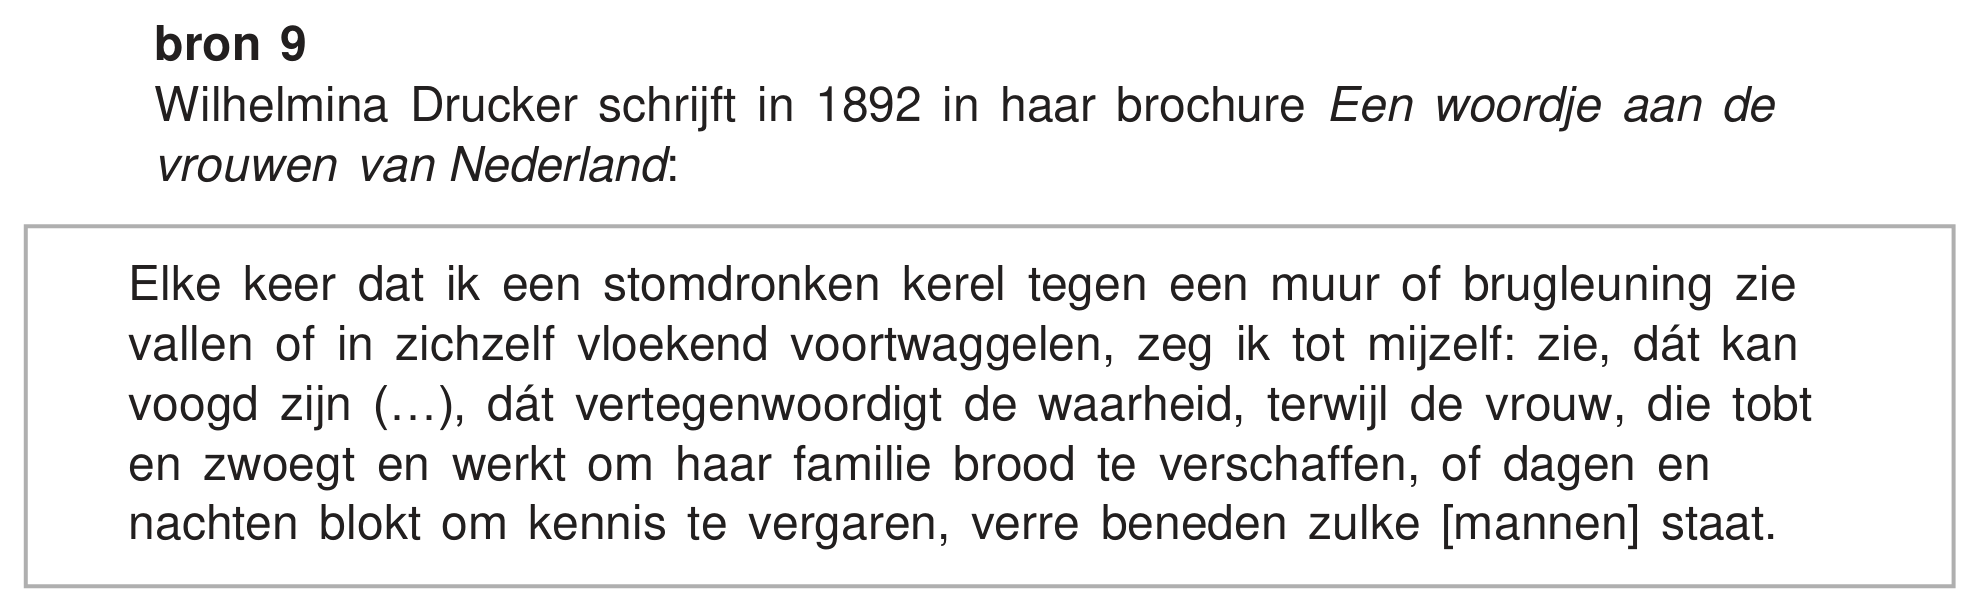 bron 9
Wilhelmina Drucker schrijft in 1892 in haar brochure Een woordje aan de
vrouwen van Nederland:
Elke keer dat ik een stomdronken kerel tegen een muur of brugleuning zie
vallen of in zichzelf vloekend voortwaggelen, zeg ik tot mijzelf: zie, dát kan
voogd zijn (…), dát vertegenwoordigt de waarheid, terwijl de vrouw, die tobt
en zwoegt en werkt om haar familie brood te verschaffen, of dagen en
nachten blokt om kennis te vergaren, verre beneden zulke [mannen] staat.